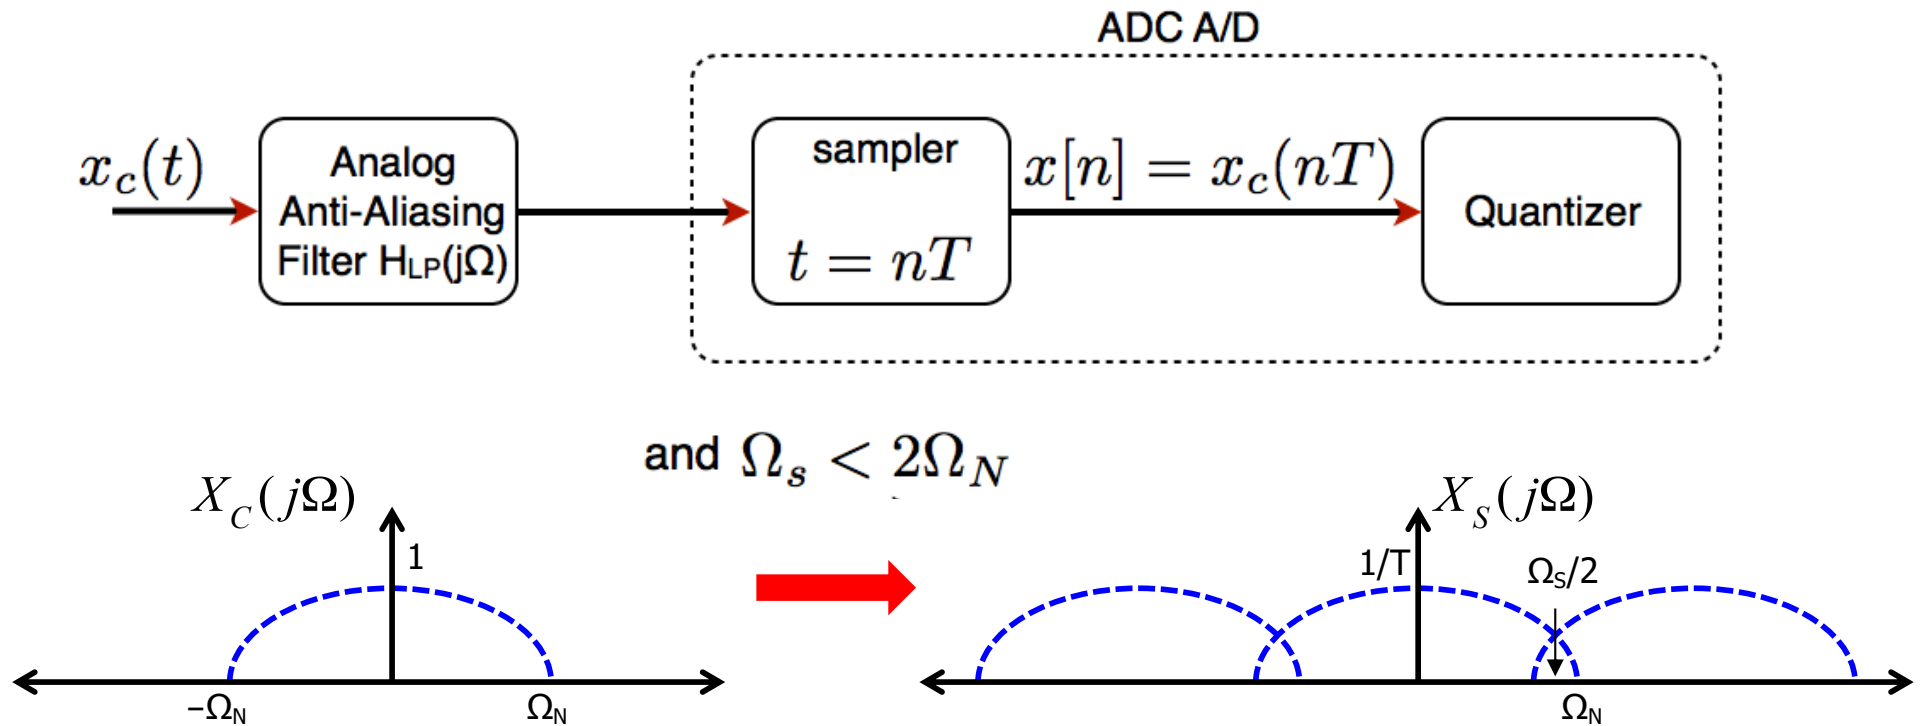 ADC A/D
x_c(t)
Analog
Anti-Aliasing
Filter H_LP(jΩ)
sampler
t = nT
x[n] = x_c(nT)
Quantizer
and Ω_s < 2Ω_N
X_C(jΩ)
1
−Ω_N
Ω_N
X_S(jΩ)
1/T
Ω_S/2
Ω_N